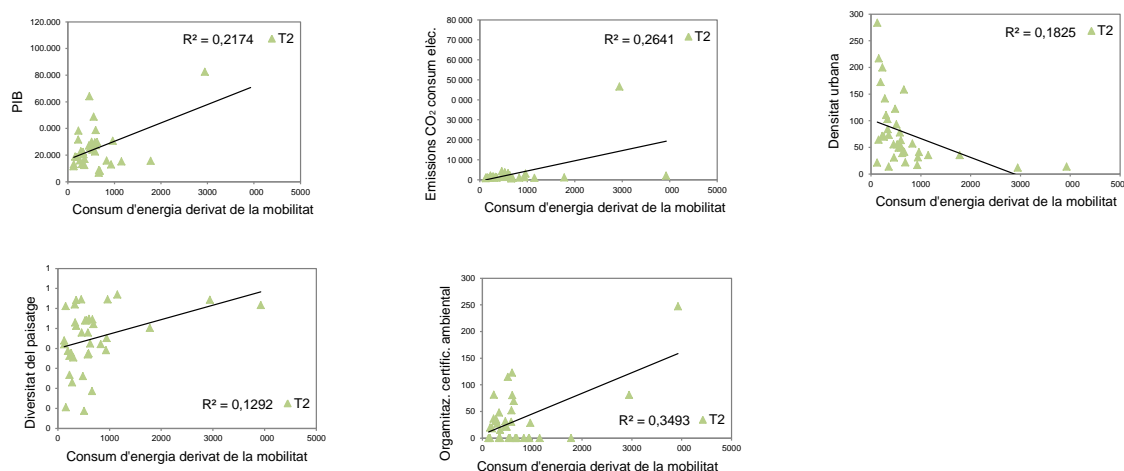 120.000
100.000
80.000
60.000
0.000
20.000
0
PIB
R² = 0,2174
T2
0 1000 2000 3000 000 5000
Consum d'energia derivat de la mobilitat
80 000
70 000
60 000
50 000
0 000
30 000
20 000
10 000
0
Emissions CO₂ consum elèc.
R² = 0,2641
T2
0 1000 2000 3000 000 5000
Consum d'energia derivat de la mobilitat
300
250
200
150
100
50
0
Densitat urbana
R² = 0,1825
T2
0 1000 2000 3000 000 5000
Consum d'energia derivat de la mobilitat
1
1
1
1
0
0
0
0
0
Diversitat del paisatge
R² = 0,1292
T2
0 1000 2000 3000 000 5000
Consum d'energia derivat de la mobilitat
300
250
200
150
100
50
0
Orgamitaz. certific. ambiental
R² = 0,3493
T2
0 1000 2000 3000 000 5000
Consum d'energia derivat de la mobilitat